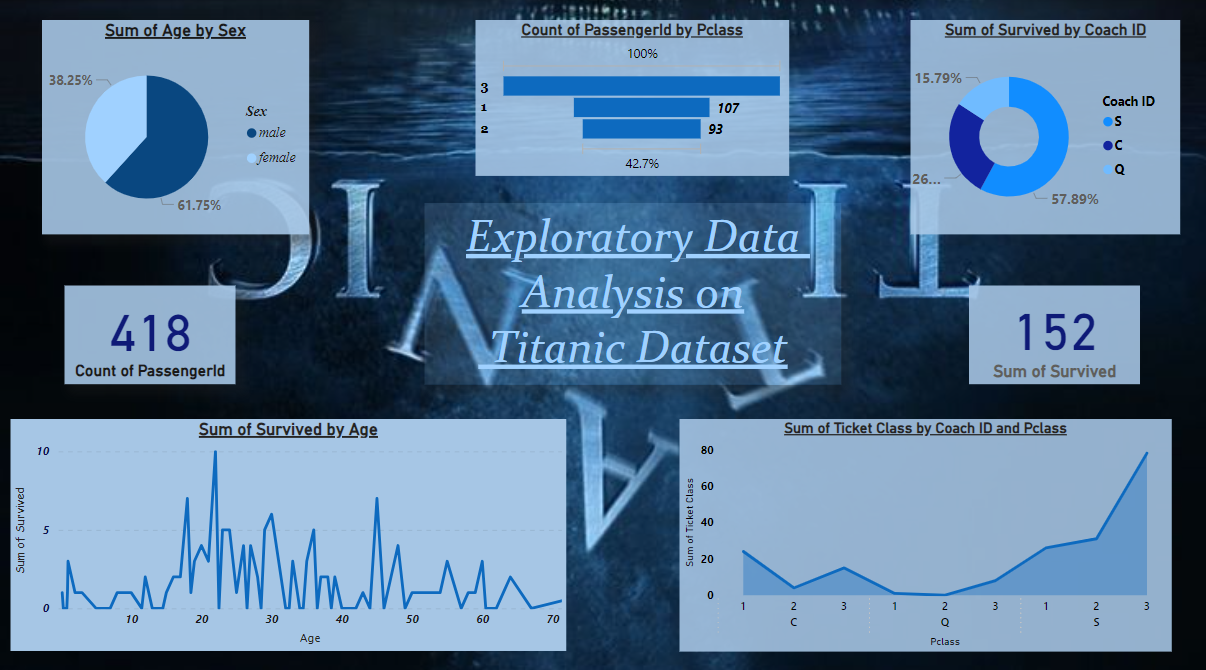 Sum of Age by Sex
38.25%
61.75%
Sex
male
female
Count of PassengerId by Pclass
100%
3
1
107
2
93
42.7%
Sum of Survived by Coach ID
15.79%
26...
57.89%
Coach ID
S
C
Q
TITANIC
Exploratory Data
Analysis on
Titanic Dataset
418
Count of PassengerId
152
Sum of Survived
Sum of Survived by Age
Sum of Survived
10
5
0
10
20
30
40
50
60
70
Age
Sum of Ticket Class by Coach ID and Pclass
Sum of Ticket Class
80
60
40
20
0
1 2 3 1 2 3 1 2 3
C Q S
Pclass